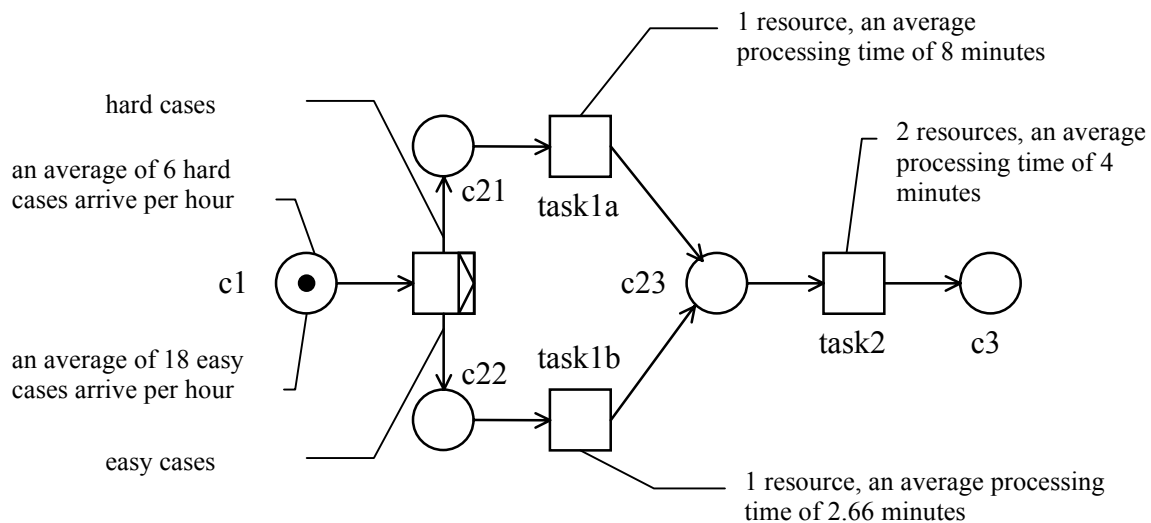 1 resource, an average
processing time of 8 minutes
hard cases
2 resources, an average
processing time of 4
minutes
an average of 6 hard
cases arrive per hour
c21
task1a
c1
c23
task2
c3
an average of 18 easy
cases arrive per hour
c22
task1b
easy cases
1 resource, an average processing
time of 2.66 minutes